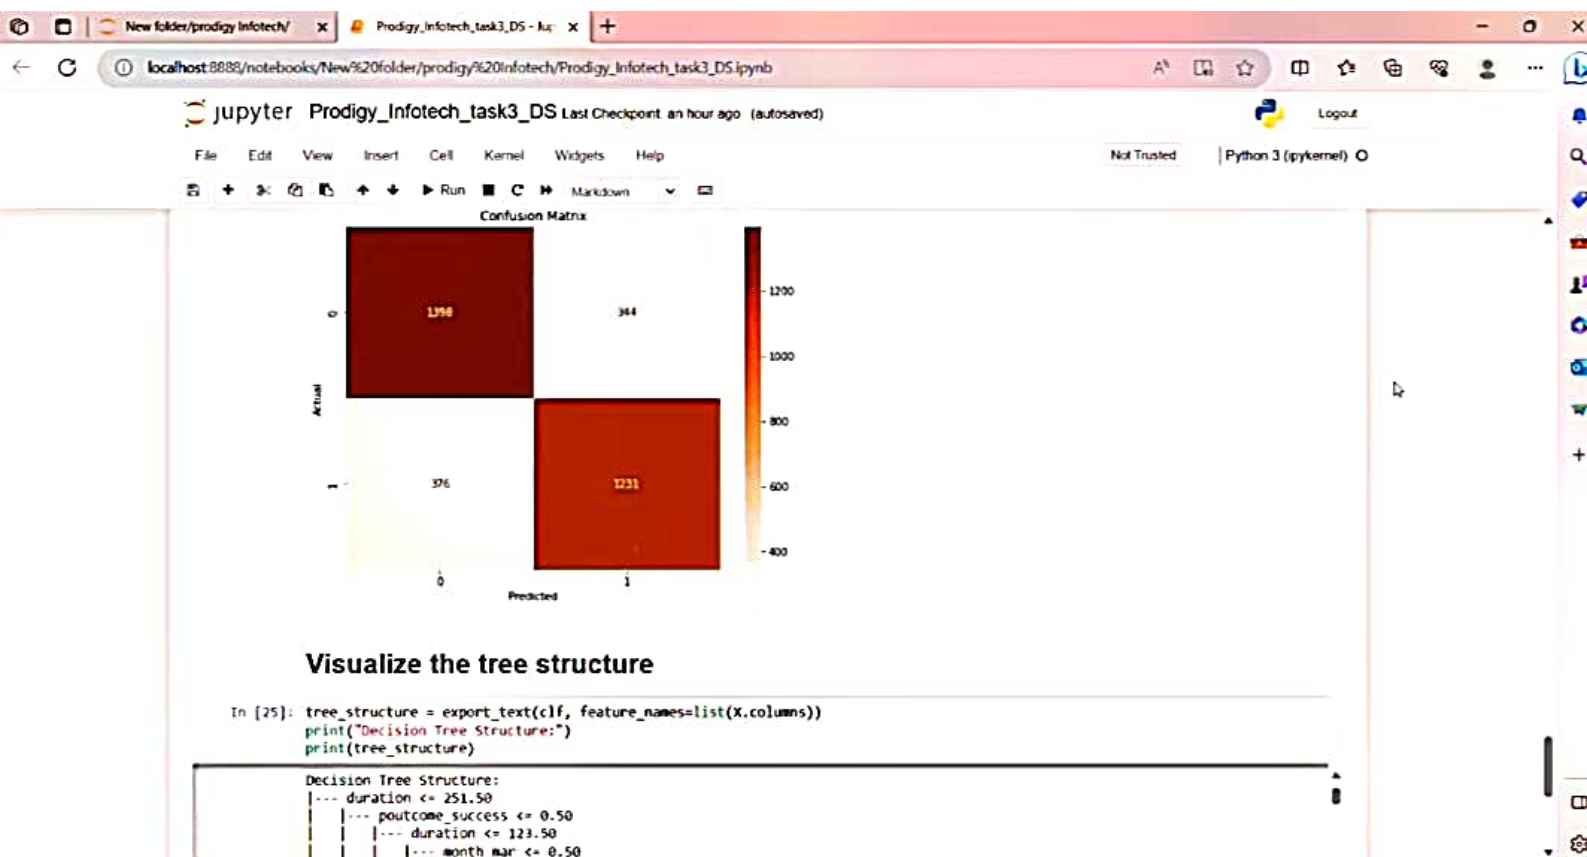 New folder/prodigy Infotech/
Prodigy_Infotech_task3_DS - Jup
localhost:8888/notebooks/New%20folder/prodigy%20Infotech/Prodigy_Infotech_task3_DS.ipynb
jupyter Prodigy_Infotech_task3_DS Last Checkpoint an hour ago (autosaved)
Logout
File Edit View Insert Cell Kernel Widgets Help
Not Trusted Python 3 (ipykernel)
Run Markdown
Confusion Matrix
1200
0 1398 344
1000
Actual
800
1 376 1231
600
400
0 1
Predicted
Visualize the tree structure
In [25]: tree_structure = export_text(clf, feature_names=list(X.columns))
print("Decision Tree Structure:")
print(tree_structure)
Decision Tree Structure:
|--- duration <= 251.50
|   |--- poutcome_success <= 0.50
|   |   |--- duration <= 123.50
|   |   |   |--- month_mar <= 0.50